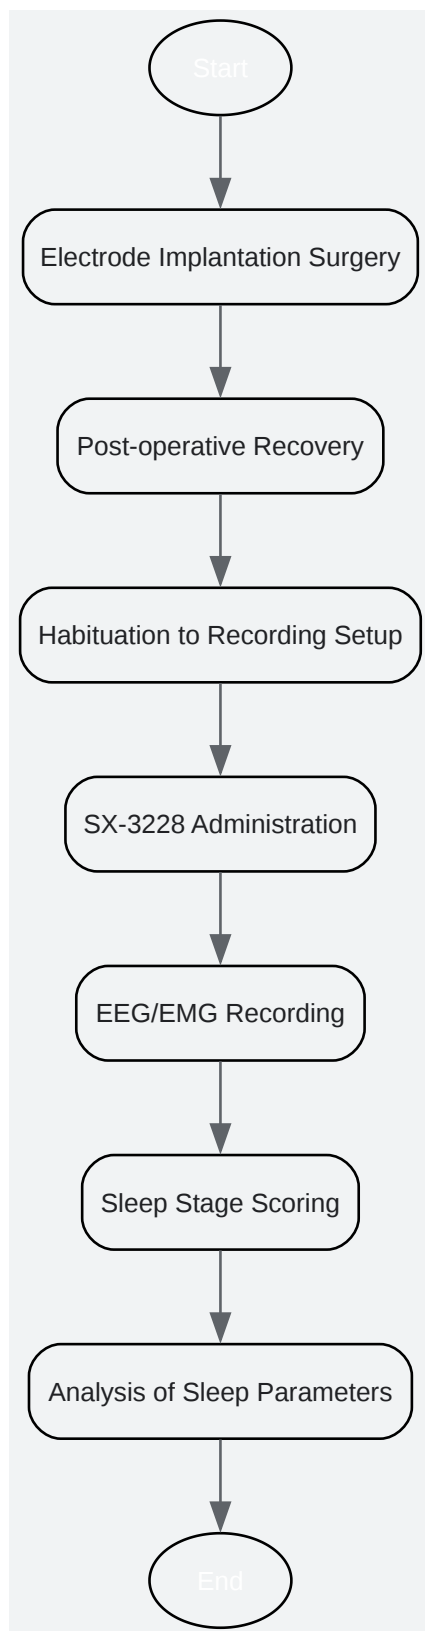 Start
Electrode Implantation Surgery
Post-operative Recovery
Habituation to Recording Setup
SX-3228 Administration
EEG/EMG Recording
Sleep Stage Scoring
Analysis of Sleep Parameters
End